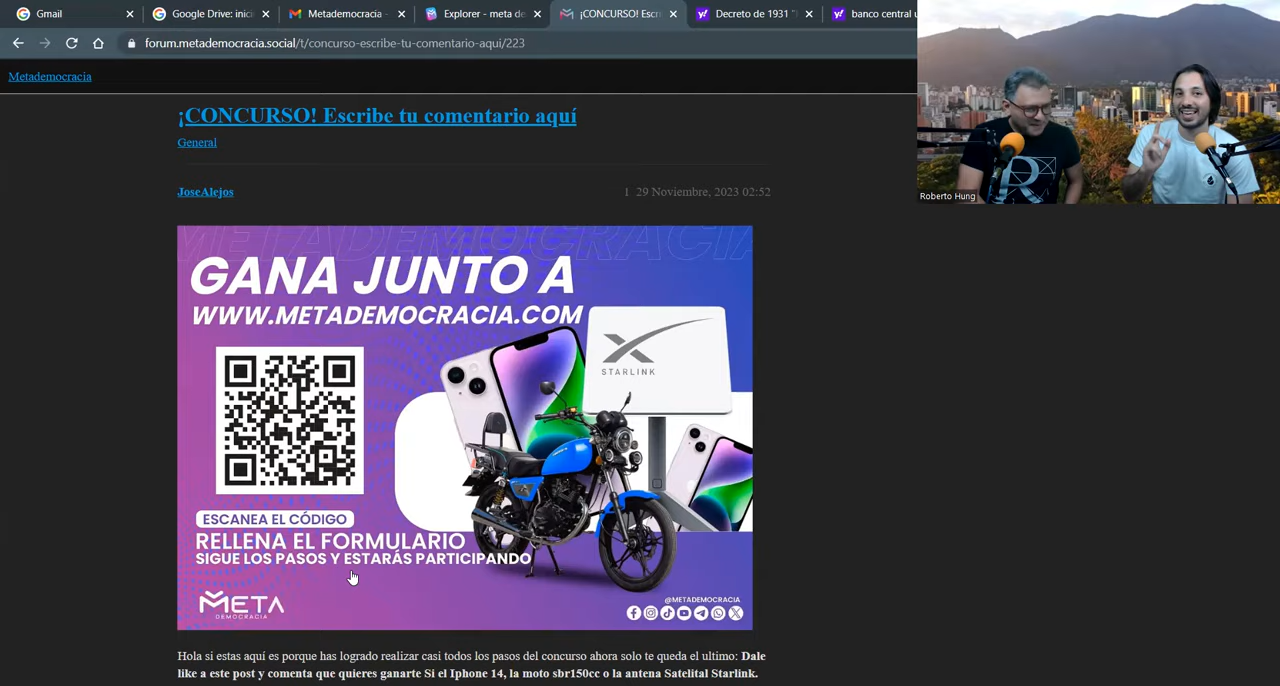 Gmail
Google Drive: inici
Metademocracia -
Explorer - meta de
¡CONCURSO! Escri
Decreto de 1931 "
banco central u
forum.metademocracia.social/t/concurso-escribe-tu-comentario-aqui/223
Metademocracia
¡CONCURSO! Escribe tu comentario aquí
General
JoseAlejos
1 29 Noviembre, 2023 02:52
METADEMOCRACIA
GANA JUNTO A
WWW.METADEMOCRACIA.COM
STARLINK
ESCANEA EL CÓDIGO
RELLENA EL FORMULARIO
SIGUE LOS PASOS Y ESTARÁS PARTICIPANDO
META
DEMOCRACIA
@METADEMOCRACIA
Hola si estas aquí es porque has logrado realizar casi todos los pasos del concurso ahora solo te queda el ultimo: Dale
like a este post y comenta que quieres ganarte Si el Iphone 14, la moto sbr150cc o la antena Satelital Starlink.
Roberto Hung